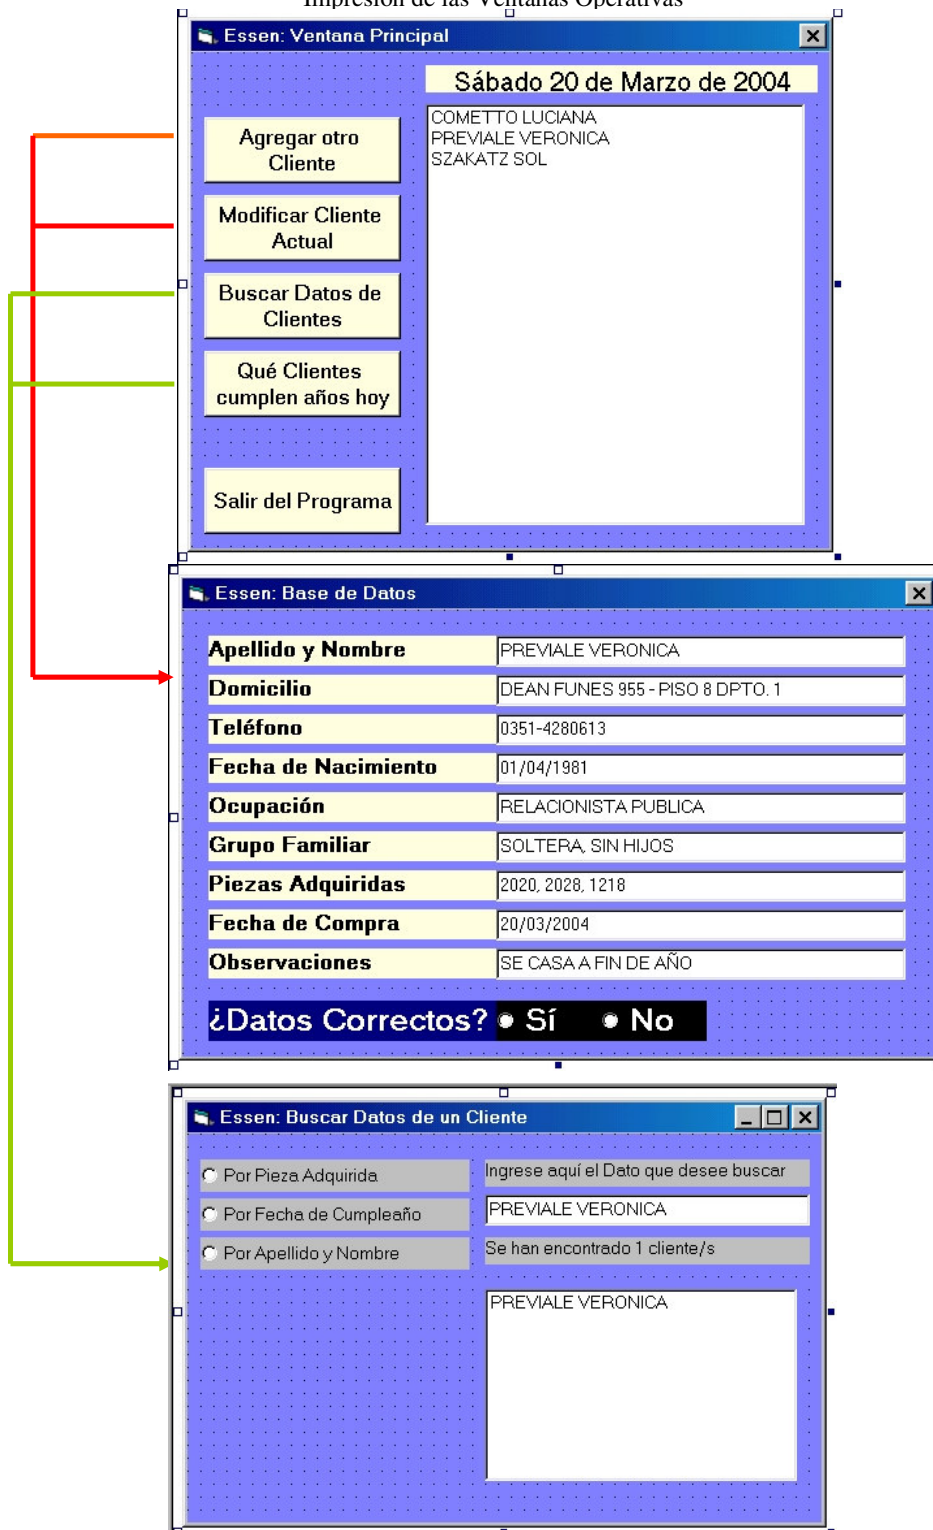 Impresión de las Ventanas Operativas
Essen: Ventana Principal
Sábado 20 de Marzo de 2004
Agregar otro
Cliente
Modificar Cliente
Actual
Buscar Datos de
Clientes
Qué Clientes
cumplen años hoy
Salir del Programa
COMETTO LUCIANA
PREVIALE VERONICA
SZAKATZ SOL
Essen: Base de Datos
Apellido y Nombre PREVIALE VERONICA
Domicilio DEAN FUNES 955 - PISO 8 DPTO. 1
Teléfono 0351-4280613
Fecha de Nacimiento 01/04/1981
Ocupación RELACIONISTA PUBLICA
Grupo Familiar SOLTERA, SIN HIJOS
Piezas Adquiridas 2020, 2028, 1218
Fecha de Compra 20/03/2004
Observaciones SE CASA A FIN DE AÑO
¿Datos Correctos? Sí No
Essen: Buscar Datos de un Cliente
Por Pieza Adquirida
Por Fecha de Cumpleaño
Por Apellido y Nombre
Ingrese aquí el Dato que desee buscar
PREVIALE VERONICA
Se han encontrado 1 cliente/s
PREVIALE VERONICA